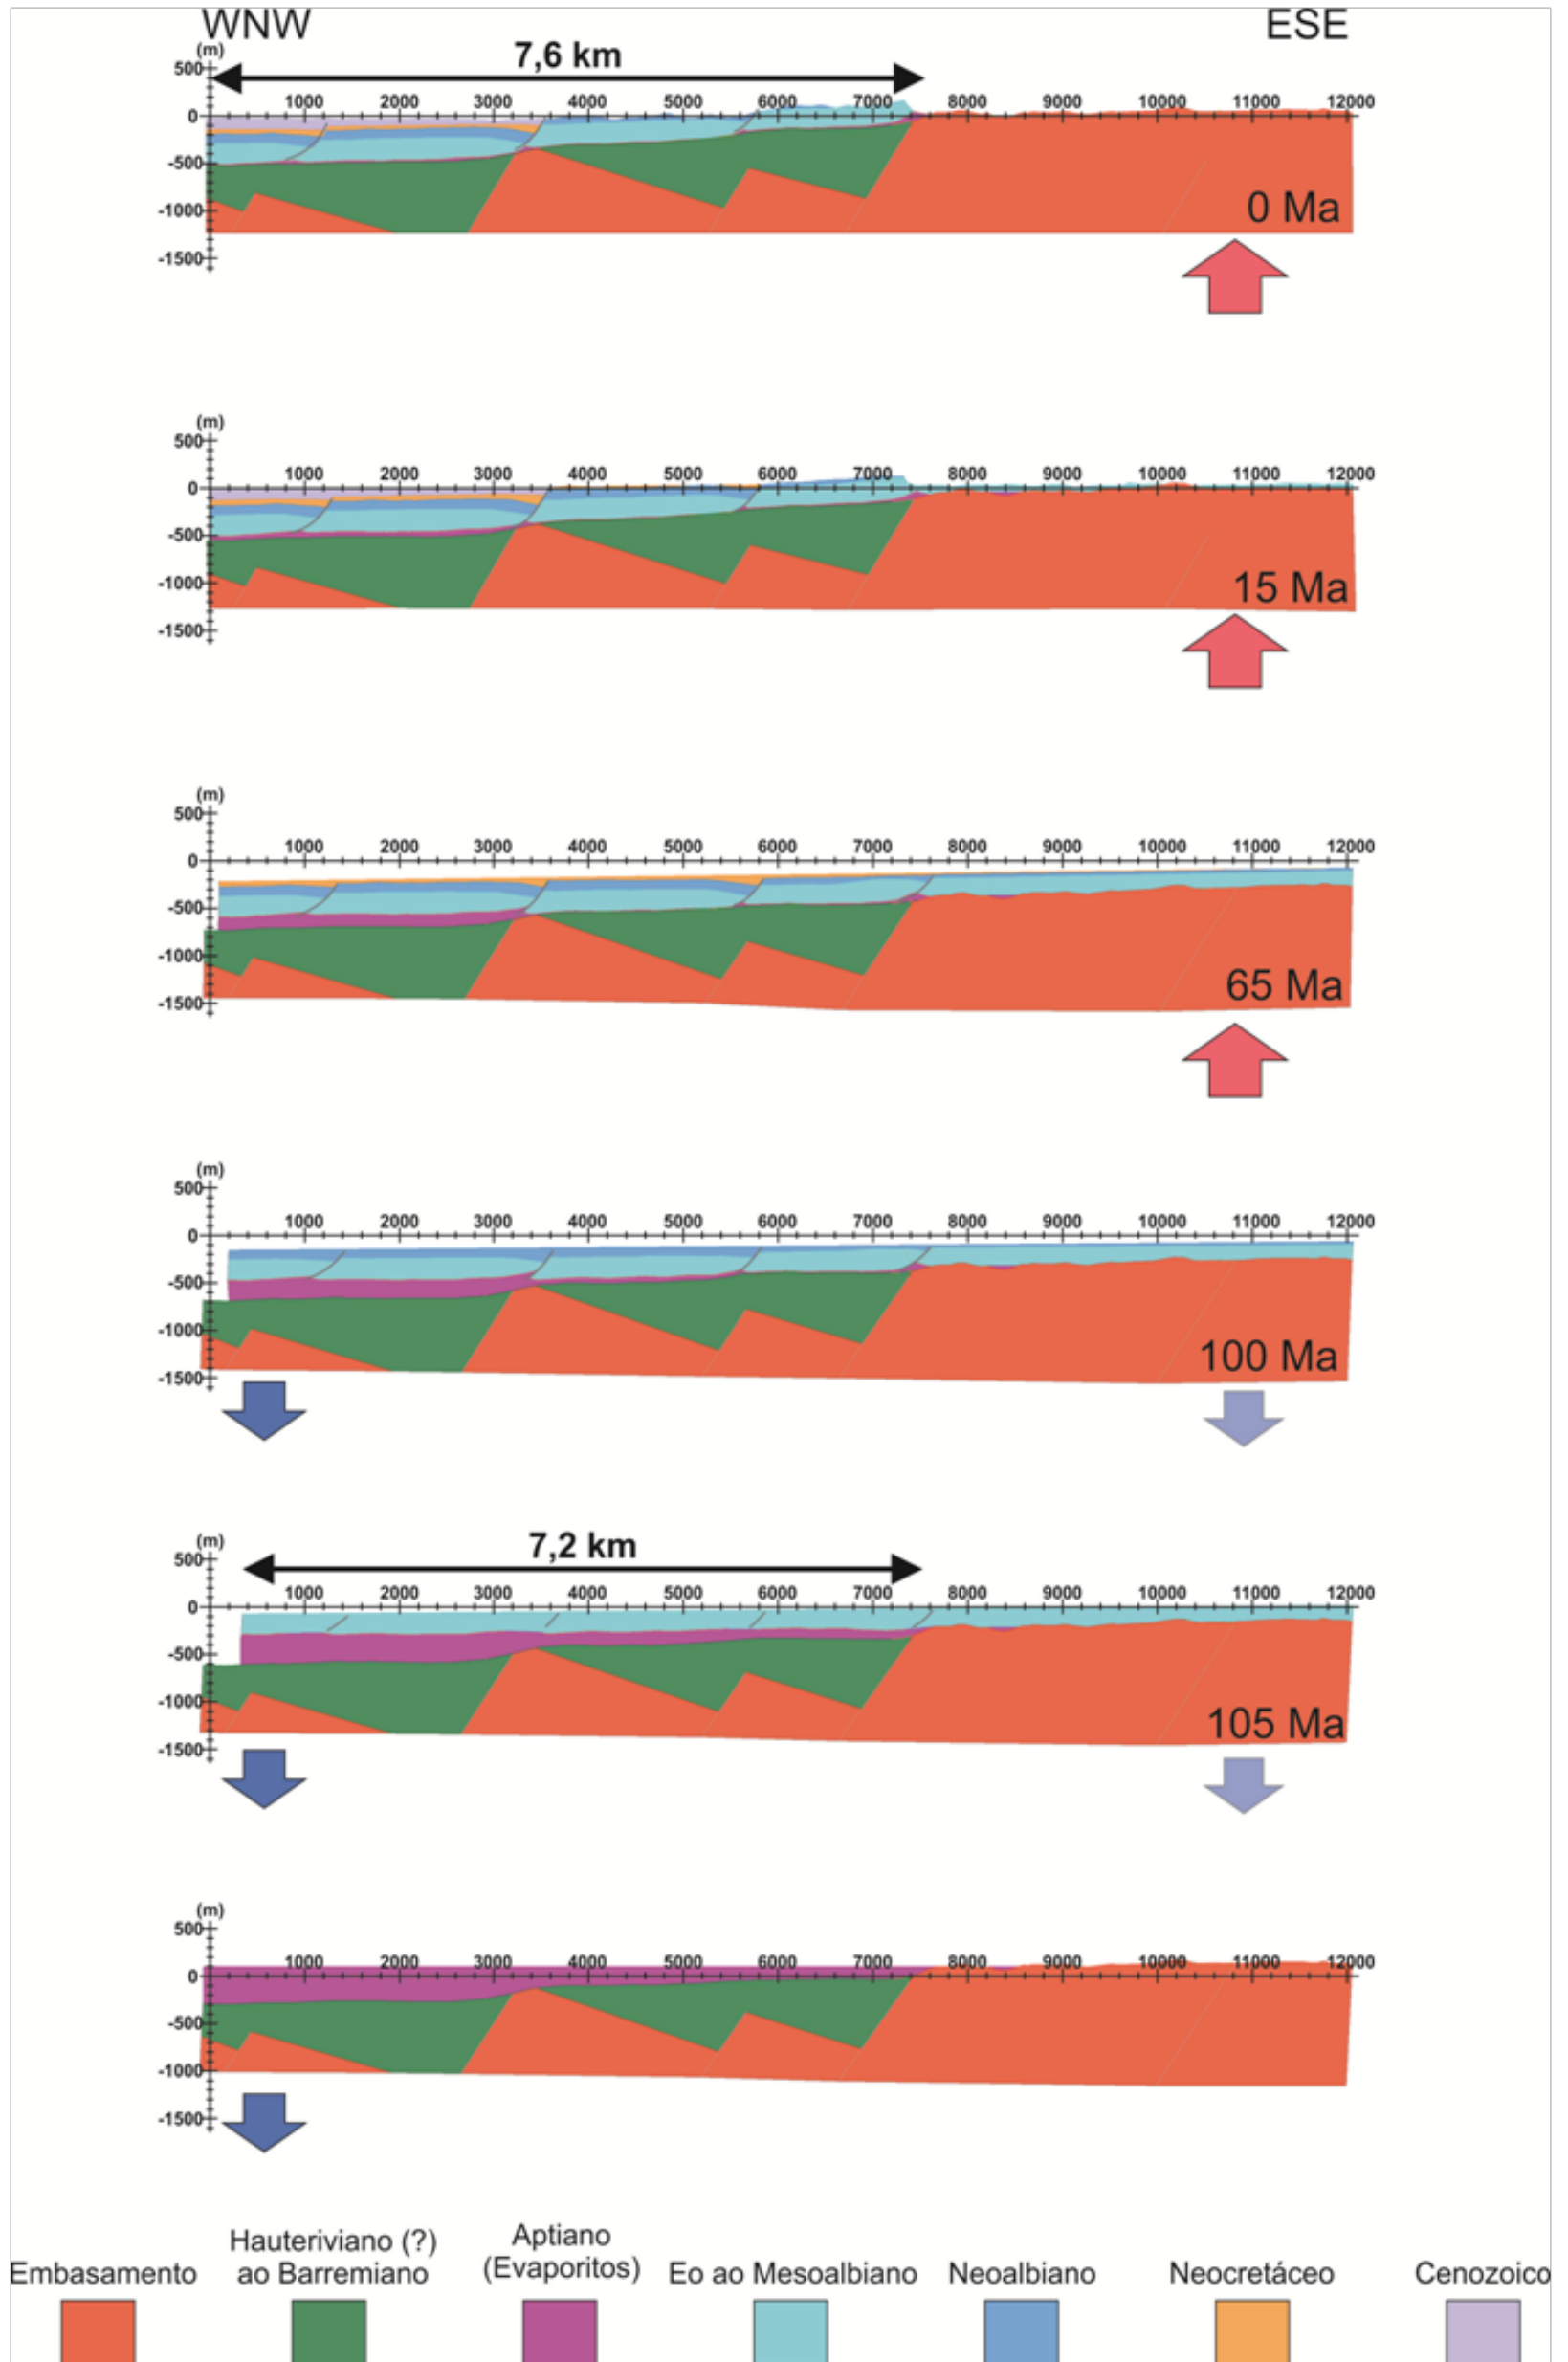 WNW ESE
(m)
7,6 km
500
1000 2000 3000 4000 5000 6000 7000 8000 9000 10000 11000 12000
0
-500
-1000
0 Ma
-1500
(m)
500
1000 2000 3000 4000 5000 6000 7000 8000 9000 10000 11000 12000
0
-500
-1000
15 Ma
-1500
(m)
500
1000 2000 3000 4000 5000 6000 7000 8000 9000 10000 11000 12000
0
-500
-1000
65 Ma
-1500
(m)
500
1000 2000 3000 4000 5000 6000 7000 8000 9000 10000 11000 12000
0
-500
-1000
100 Ma
-1500
(m)
7,2 km
500
1000 2000 3000 4000 5000 6000 7000 8000 9000 10000 11000 12000
0
-500
-1000
105 Ma
-1500
(m)
500
1000 2000 3000 4000 5000 6000 7000 8000 9000 10000 11000 12000
0
-500
-1000
-1500
Embasamento
Hauteriviano (?)
ao Barremiano
Aptiano
(Evaporitos)
Eo ao Mesoalbiano
Neoalbiano
Neocretáceo
Cenozoico